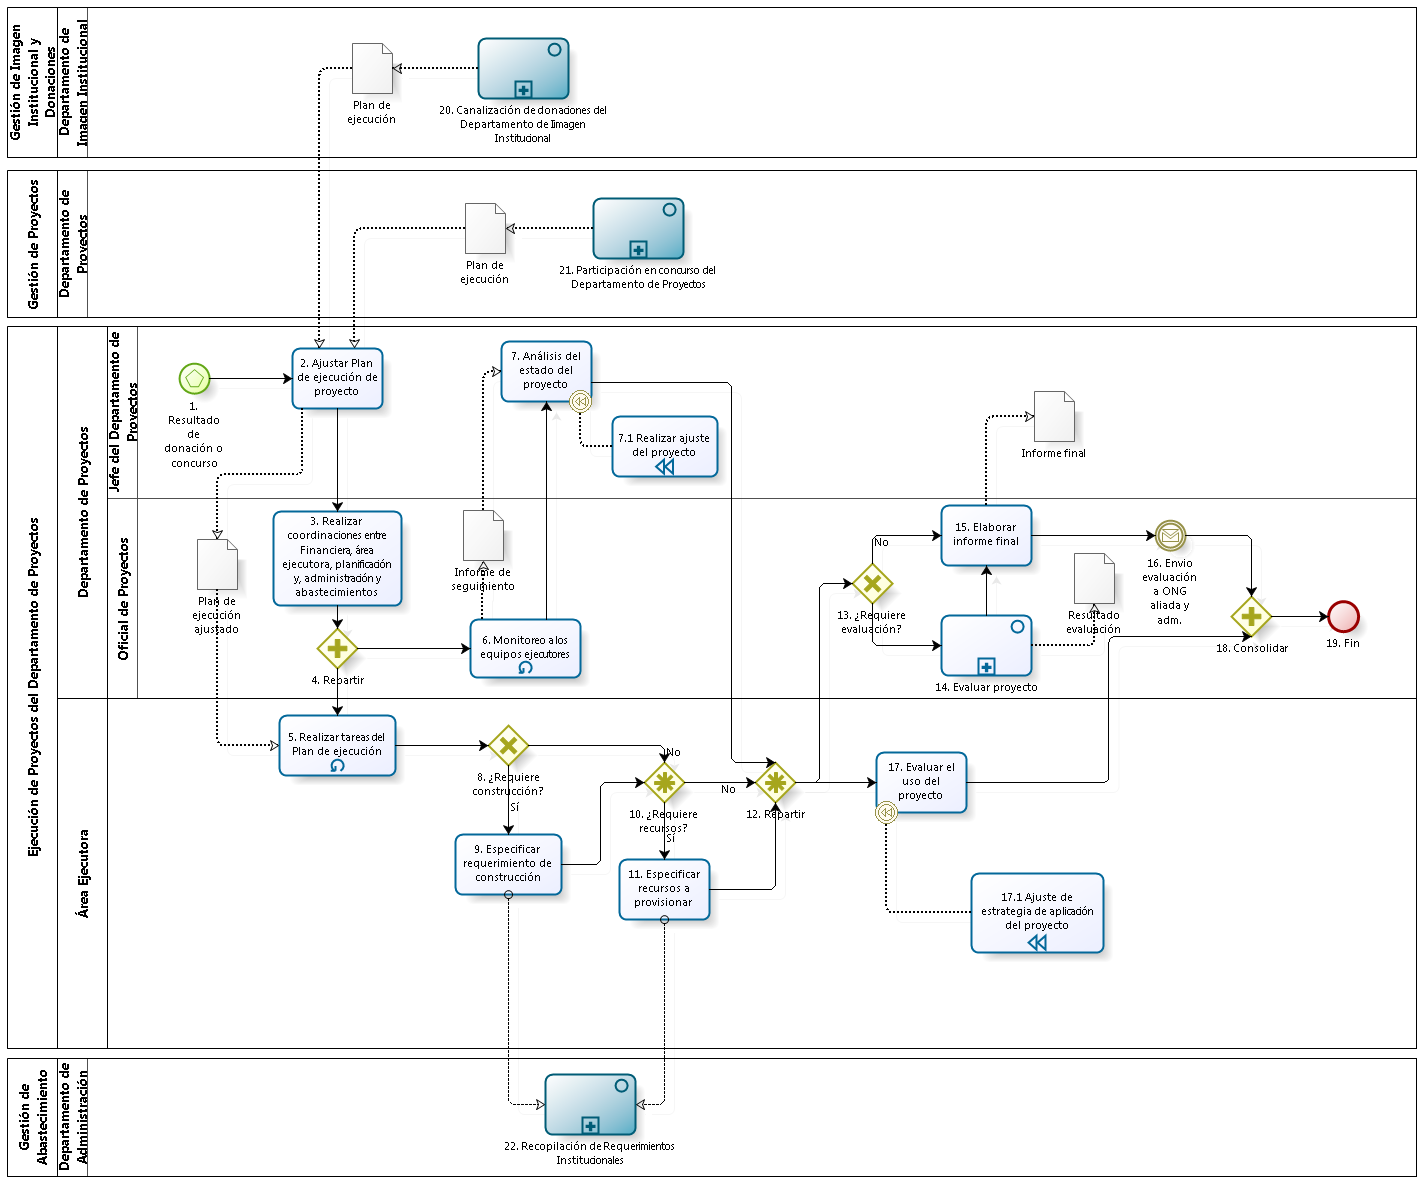 Gestión de Imagen
Institucional y
Donaciones
Departamento de
Imagen Institucional
Plan de
ejecución
20. Canalización de donaciones del
Departamento de Imagen
Institucional
Gestión de Proyectos
Departamento de
Proyectos
Plan de
ejecución
21. Participación en concurso del
Departamento de Proyectos
Ejecución de Proyectos del Departamento de Proyectos
Departamento de Proyectos
Jefe del Departamento de
Proyectos
1.
Resultado
de
donación o
concurso
2. Ajustar Plan
de ejecución de
proyecto
7. Análisis del
estado del
proyecto
7.1 Realizar ajuste
del proyecto
Informe final
Oficial de Proyectos
Plan de
ejecución
ajustado
3. Realizar
coordinaciones entre
Financiera, área
ejecutora, planificación
y, administración y
abastecimientos
4. Repartir
Informe de
seguimiento
6. Monitoreo a los
equipos ejecutores
No
13. ¿Requiere
evaluación?
15. Elaborar
informe final
14. Evaluar proyecto
Resultado
evaluación
16. Envio
evaluación
a ONG
aliada y
adm.
18. Consolidar
19. Fin
Área Ejecutora
5. Realizar tareas del
Plan de ejecución
8. ¿Requiere
construcción?
Sí
No
9. Especificar
requerimiento de
construcción
10. ¿Requiere
recursos?
Sí
No
11. Especificar
recursos a
provisionar
12. Repartir
17. Evaluar el
uso del
proyecto
17.1 Ajuste de
estrategia de aplicación
del proyecto
Gestión de
Abastecimiento
Departamento de
Administración
22. Recopilación de Requerimientos
Institucionales